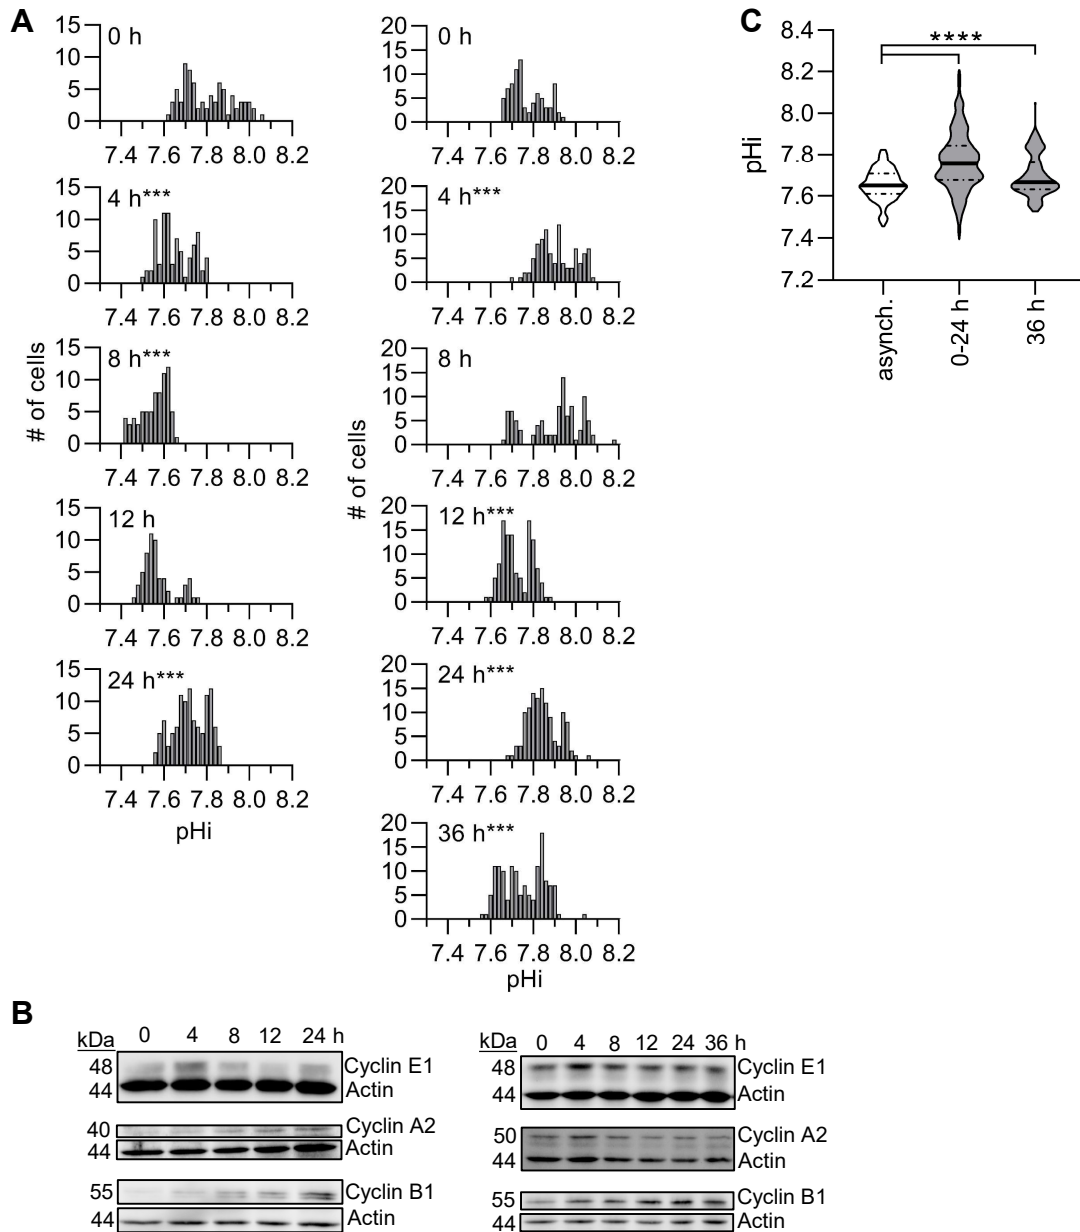 A
15
10
5
0
0 h
7.4 7.6 7.8 8.0 8.2
15
10
5
0
4 h***
7.4 7.6 7.8 8.0 8.2
15
10
5
0
8 h***
7.4 7.6 7.8 8.0 8.2
15
10
5
0
12 h
7.4 7.6 7.8 8.0 8.2
15
10
5
0
24 h***
7.4 7.6 7.8 8.0 8.2
# of cells
pHi
20
15
10
5
0
0 h
7.4 7.6 7.8 8.0 8.2
20
15
10
5
0
4 h***
7.4 7.6 7.8 8.0 8.2
20
15
10
5
0
8 h
7.4 7.6 7.8 8.0 8.2
20
15
10
5
0
12 h***
7.4 7.6 7.8 8.0 8.2
20
15
10
5
0
24 h***
7.4 7.6 7.8 8.0 8.2
20
15
10
5
0
36 h***
7.4 7.6 7.8 8.0 8.2
# of cells
pHi
C
8.4
8.2
8.0
7.8
7.6
7.4
7.2
pHi
****
asynch.
0-24 h
36 h
B
kDa 0 4 8 12 24 h
48 Cyclin E1
44 Actin
40 Cyclin A2
44 Actin
55 Cyclin B1
44 Actin
kDa 0 4 8 12 24 36 h
48 Cyclin E1
44 Actin
50 Cyclin A2
44 Actin
55 Cyclin B1
44 Actin